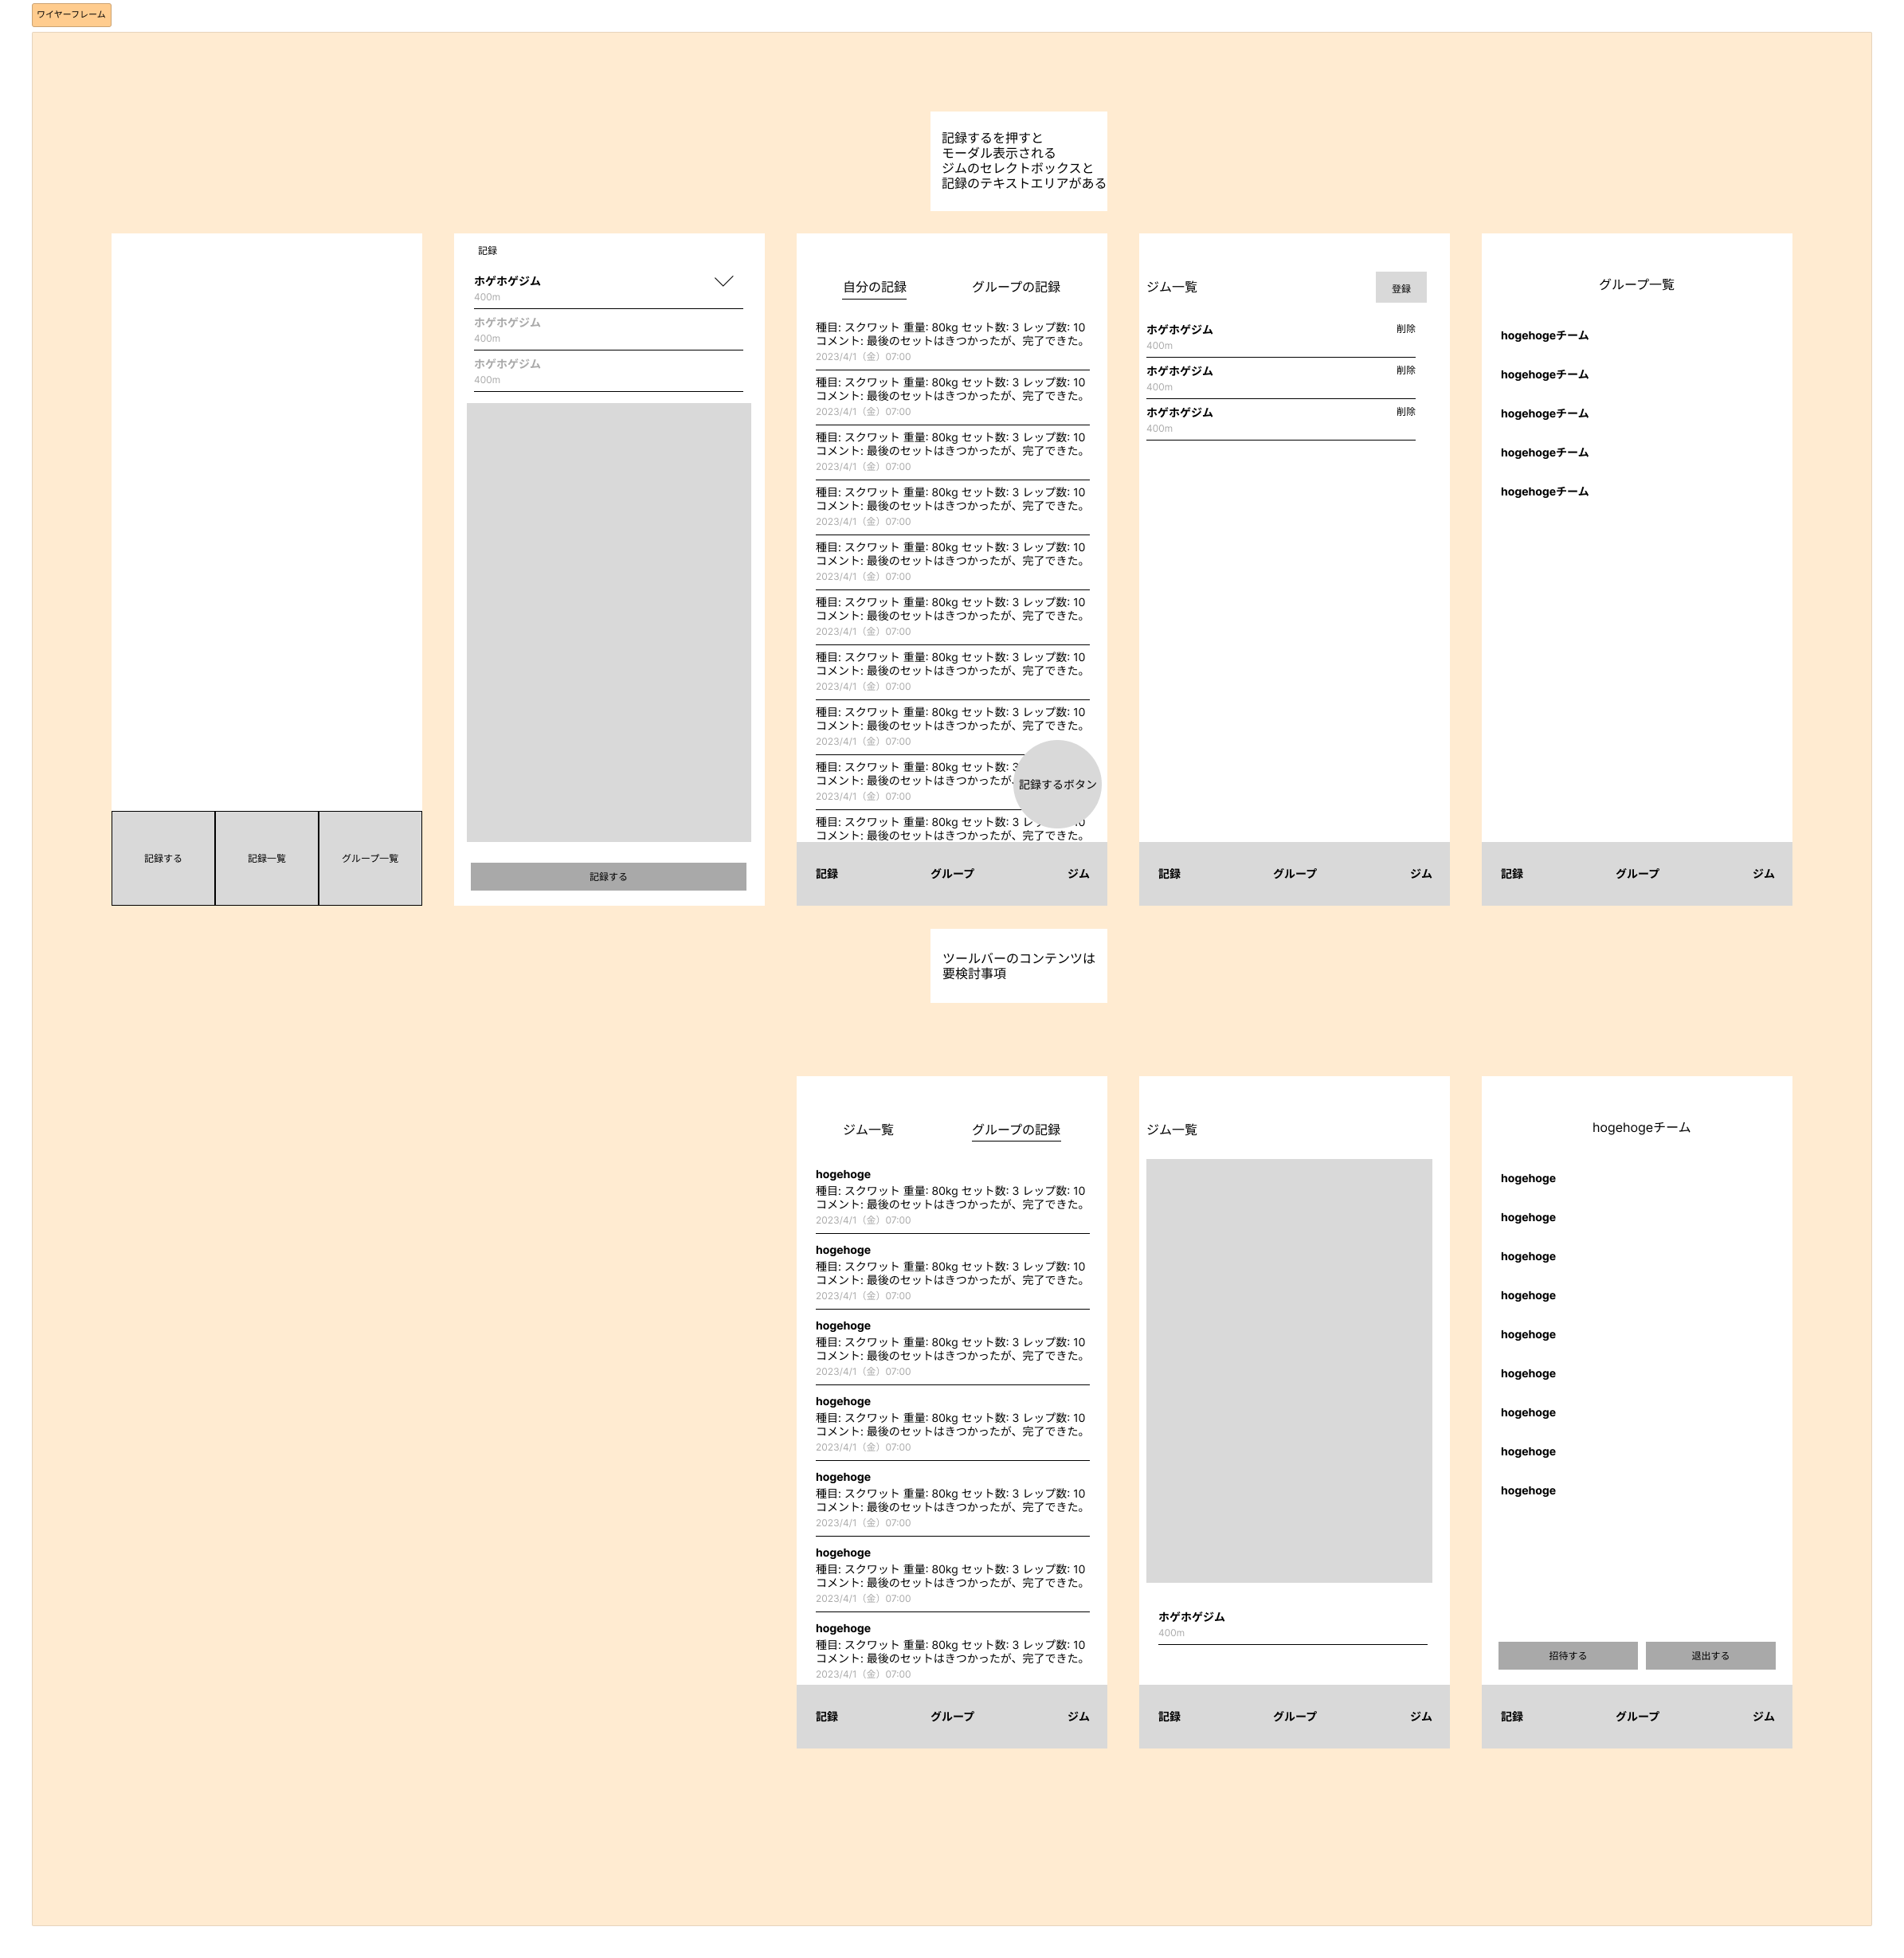 ワイヤーフレーム
記録するを押すと
モーダル表示される
ジムのセレクトボックスと
記録のテキストエリアがある
記録する
記録一覧
グループ一覧
記録
ホゲホゲジム
400m
ホゲホゲジム
400m
ホゲホゲジム
400m
記録する
自分の記録
グループの記録
種目: スクワット 重量: 80kg セット数: 3 レップ数: 10
コメント: 最後のセットはきつかったが、完了できた。
2023/4/1（金）07:00
種目: スクワット 重量: 80kg セット数: 3 レップ数: 10
コメント: 最後のセットはきつかったが、完了できた。
2023/4/1（金）07:00
種目: スクワット 重量: 80kg セット数: 3 レップ数: 10
コメント: 最後のセットはきつかったが、完了できた。
2023/4/1（金）07:00
種目: スクワット 重量: 80kg セット数: 3 レップ数: 10
コメント: 最後のセットはきつかったが、完了できた。
2023/4/1（金）07:00
種目: スクワット 重量: 80kg セット数: 3 レップ数: 10
コメント: 最後のセットはきつかったが、完了できた。
2023/4/1（金）07:00
種目: スクワット 重量: 80kg セット数: 3 レップ数: 10
コメント: 最後のセットはきつかったが、完了できた。
2023/4/1（金）07:00
種目: スクワット 重量: 80kg セット数: 3 レップ数: 10
コメント: 最後のセットはきつかったが、完了できた。
2023/4/1（金）07:00
種目: スクワット 重量: 80kg セット数: 3 レップ数: 10
コメント: 最後のセットはきつかったが、完了できた。
2023/4/1（金）07:00
種目: スクワット 重量: 80kg セット数: 3
コメント: 最後のセットはきつかったが、
2023/4/1（金）07:00
種目: スクワット 重量: 80kg セット数: 3 レッ
コメント: 最後のセットはきつかったが、完了できた。
記録するボタン
記録
グループ
ジム
ジム一覧
登録
ホゲホゲジム
削除
400m
ホゲホゲジム
削除
400m
ホゲホゲジム
削除
400m
記録
グループ
ジム
グループ一覧
hogehogeチーム
hogehogeチーム
hogehogeチーム
hogehogeチーム
hogehogeチーム
記録
グループ
ジム
ツールバーのコンテンツは
要検討事項
ジム一覧
グループの記録
hogehoge
種目: スクワット 重量: 80kg セット数: 3 レップ数: 10
コメント: 最後のセットはきつかったが、完了できた。
2023/4/1（金）07:00
hogehoge
種目: スクワット 重量: 80kg セット数: 3 レップ数: 10
コメント: 最後のセットはきつかったが、完了できた。
2023/4/1（金）07:00
hogehoge
種目: スクワット 重量: 80kg セット数: 3 レップ数: 10
コメント: 最後のセットはきつかったが、完了できた。
2023/4/1（金）07:00
hogehoge
種目: スクワット 重量: 80kg セット数: 3 レップ数: 10
コメント: 最後のセットはきつかったが、完了できた。
2023/4/1（金）07:00
hogehoge
種目: スクワット 重量: 80kg セット数: 3 レップ数: 10
コメント: 最後のセットはきつかったが、完了できた。
2023/4/1（金）07:00
hogehoge
種目: スクワット 重量: 80kg セット数: 3 レップ数: 10
コメント: 最後のセットはきつかったが、完了できた。
2023/4/1（金）07:00
hogehoge
種目: スクワット 重量: 80kg セット数: 3 レップ数: 10
コメント: 最後のセットはきつかったが、完了できた。
2023/4/1（金）07:00
記録
グループ
ジム
ジム一覧
ホゲホゲジム
400m
記録
グループ
ジム
hogehogeチーム
hogehoge
hogehoge
hogehoge
hogehoge
hogehoge
hogehoge
hogehoge
hogehoge
hogehoge
招待する
退出する
記録
グループ
ジム